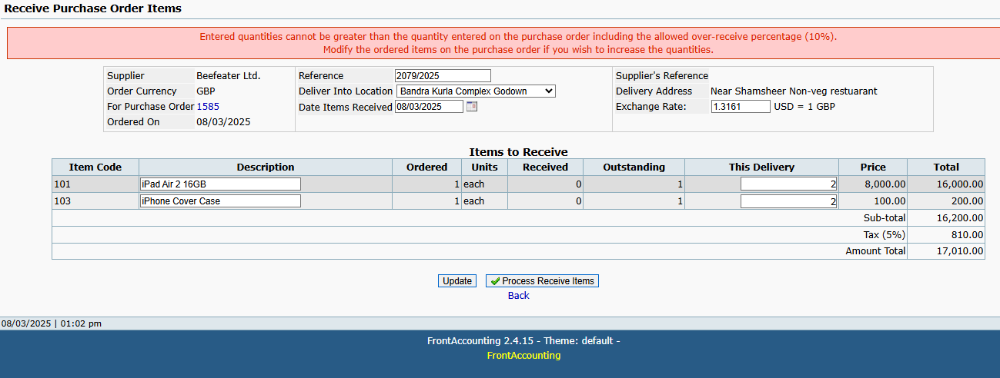 Receive Purchase Order Items
Entered quantities cannot be greater than the quantity entered on the purchase order including the allowed over-receive percentage (10%).
Modify the ordered items on the purchase order if you wish to increase the quantities.
Supplier Beefeater Ltd. Reference 2079/2025 Supplier's Reference
Order Currency GBP Deliver Into Location Bandra Kurla Complex Godown Delivery Address Near Shamsheer Non-veg restuarant
For Purchase Order 1585 Date Items Received 08/03/2025 Exchange Rate: 1.3161 USD = 1 GBP
Ordered On 08/03/2025
Items to Receive
Item Code Description Ordered Units Received Outstanding This Delivery Price Total
101 iPad Air 2 16GB 1 each 0 1 2 8,000.00 16,000.00
103 iPhone Cover Case 1 each 0 1 2 100.00 200.00
Sub-total 16,200.00
Tax (5%) 810.00
Amount Total 17,010.00
Update Process Receive Items
Back
08/03/2025 | 01:02 pm
FrontAccounting 2.4.15 - Theme: default -
FrontAccounting